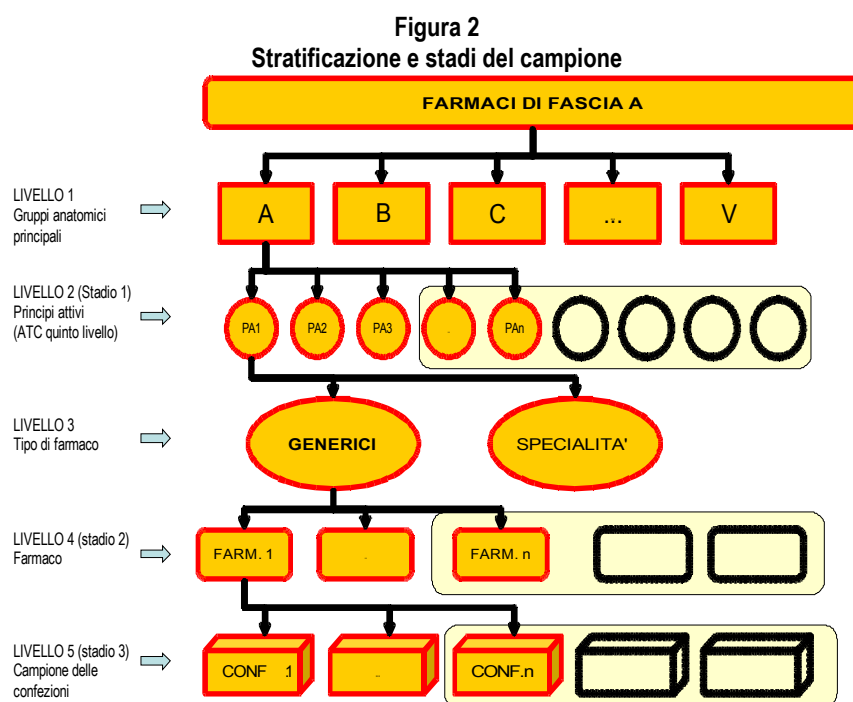 Figura 2
Stratificazione e stadi del campione
FARMACI DI FASCIA A
LIVELLO 1
Gruppi anatomici
principali
A
B
C
...
V
LIVELLO 2 (Stadio 1)
Principi attivi
(ATC quinto livello)
PA1
PA2
PA3
.
PAn
LIVELLO 3
Tipo di farmaco
GENERICI
SPECIALITA'
LIVELLO 4 (stadio 2)
Farmaco
FARM. 1
.
FARM. n
LIVELLO 5 (stadio 3)
Campione delle
confezioni
CONF .1
..
CONF.n